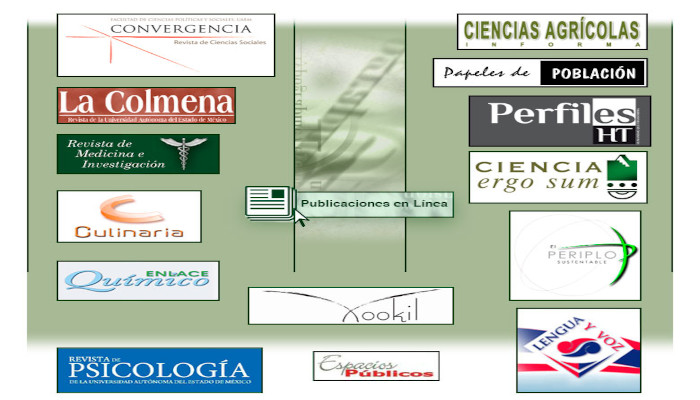 FACULTAD DE CIENCIAS POLÍTICAS Y SOCIALES, UAEM
CONVERGENCIA
Revista de Ciencias Sociales
La Colmena
Revista de la Universidad Autónoma del Estado de México
Revista de
Medicina e
Investigación
Culinaria
ENLACE
Químico
REVISTA DE
PSICOLOGÍA
DE LA UNIVERSIDAD AUTÓNOMA DEL ESTADO DE MÉXICO
Publicaciones en Línea
Xookil
Espacios
Públicos
CIENCIAS AGRÍCOLAS
INFORMA
Papeles de POBLACIÓN
Perfiles
HT
CIENCIA
ergo sum
El
PERIPLO
SUSTENTABLE
LENGUA Y VOZ